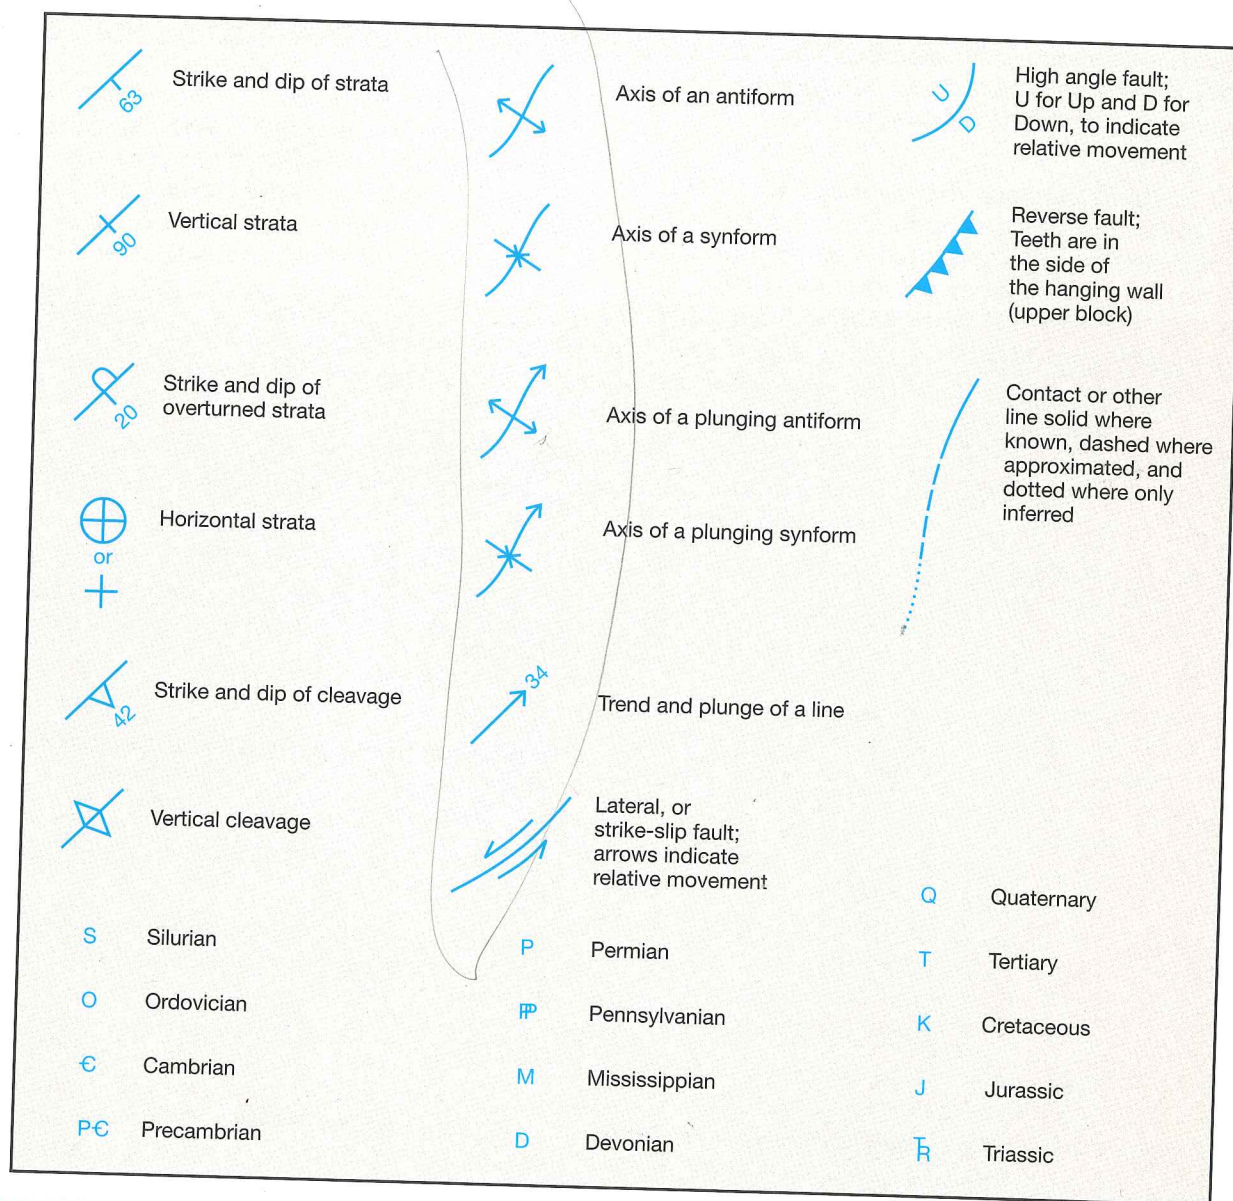 63
Strike and dip of strata
90
Vertical strata
20
Strike and dip of
overturned strata
Horizontal strata
or
42
Strike and dip of cleavage
Vertical cleavage
Axis of an antiform
Axis of a synform
Axis of a plunging antiform
Axis of a plunging synform
34
Trend and plunge of a line
Lateral, or
strike-slip fault;
arrows indicate
relative movement
U
D
High angle fault;
U for Up and D for
Down, to indicate
relative movement
Reverse fault;
Teeth are in
the side of
the hanging wall
(upper block)
Contact or other
line solid where
known, dashed where
approximated, and
dotted where only
inferred
S Silurian
O Ordovician
Є Cambrian
PЄ Precambrian
P Permian
PP Pennsylvanian
M Mississippian
D Devonian
Q Quaternary
T Tertiary
K Cretaceous
J Jurassic
TR Triassic